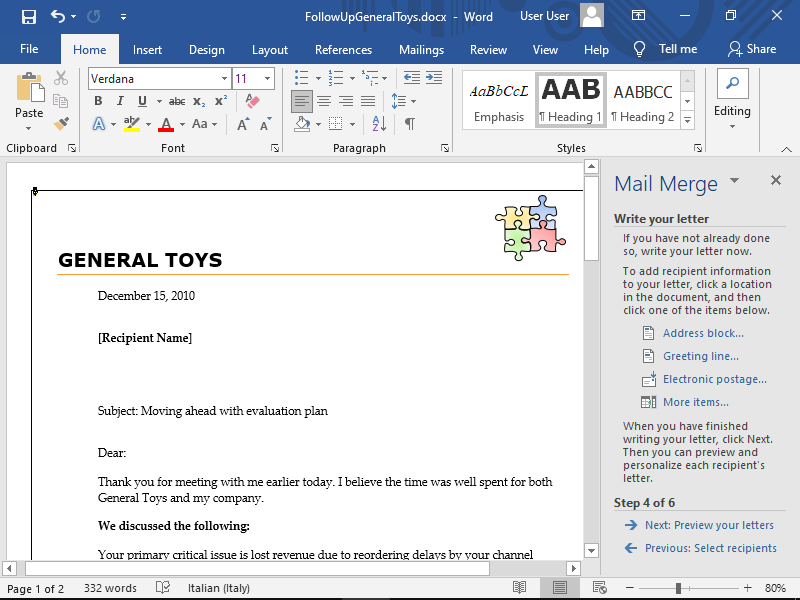 FollowUpGeneralToys.docx - Word
User User
File
Home
Insert
Design
Layout
References
Mailings
Review
View
Help
Tell me
Share
Paste
Clipboard
Verdana
11
B I U abc x₂ x²
A ab A Aa A A
Font
Paragraph
AaBbCcL AAB AABBCC
Emphasis ¶ Heading 1 ¶ Heading 2
Styles
Editing
GENERAL TOYS
December 15, 2010
[Recipient Name]
Subject: Moving ahead with evaluation plan
Dear:
Thank you for meeting with me earlier today. I believe the time was well spent for both
General Toys and my company.
We discussed the following:
Your primary critical issue is lost revenue due to reordering delays by your channel
Mail Merge
Write your letter
If you have not already done
so, write your letter now.
To add recipient information
to your letter, click a location
in the document, and then
click one of the items below.
Address block...
Greeting line...
Electronic postage...
More items...
When you have finished
writing your letter, click Next.
Then you can preview and
personalize each recipient's
letter.
Step 4 of 6
Next: Preview your letters
Previous: Select recipients
Page 1 of 2
332 words
Italian (Italy)
80%